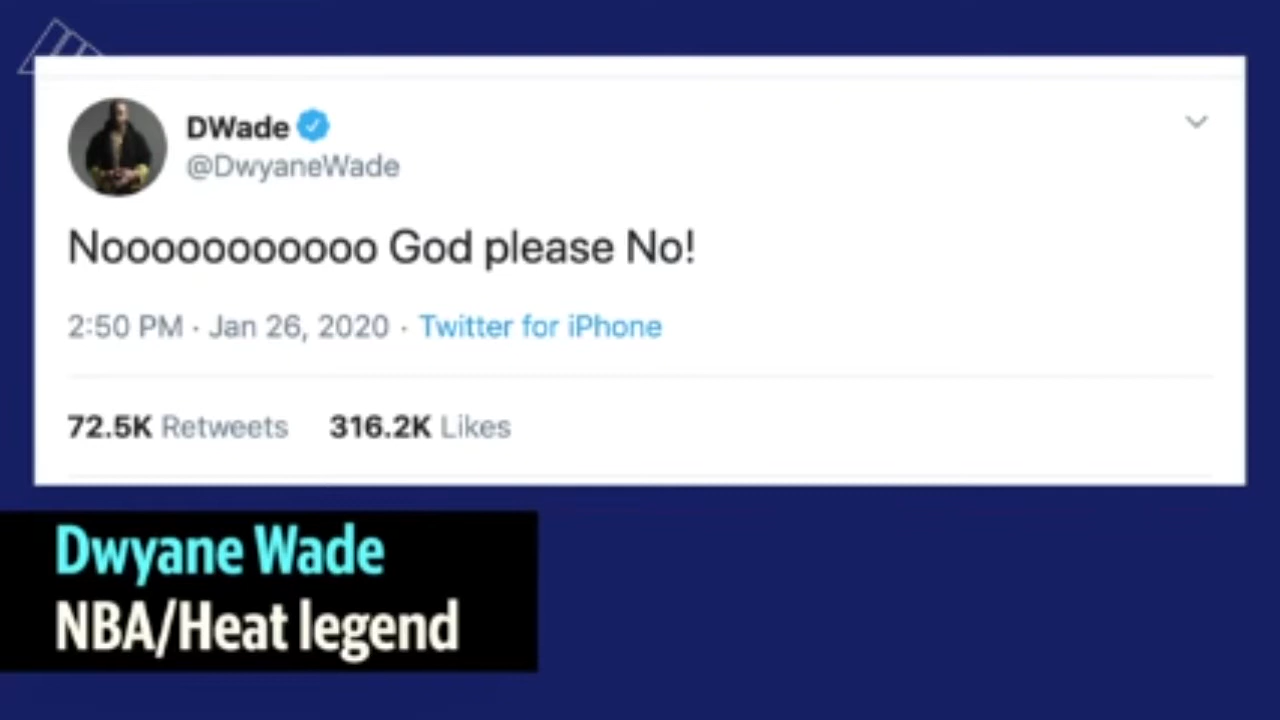 DWade
@DwyaneWade
Nooooooooooo God please No!
2:50 PM · Jan 26, 2020 · Twitter for iPhone
72.5K Retweets 316.2K Likes
Dwyane Wade
NBA/Heat legend